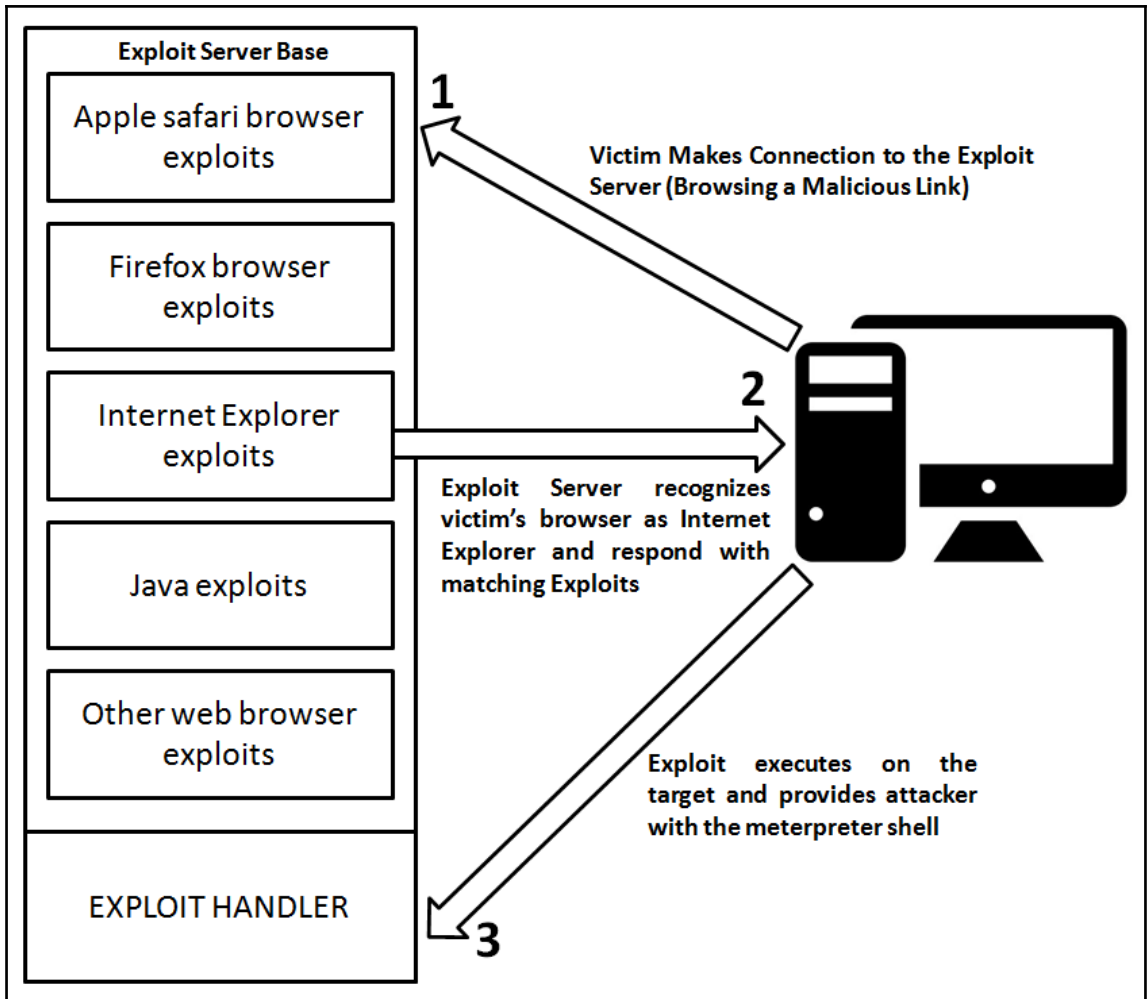 Exploit Server Base
Apple safari browser
exploits
Firefox browser
exploits
Internet Explorer
exploits
Java exploits
Other web browser
exploits
EXPLOIT HANDLER
1
Victim Makes Connection to the Exploit
Server (Browsing a Malicious Link)
2
Exploit Server recognizes
victim's browser as Internet
Explorer and respond with
matching Exploits
Exploit executes on the
target and provides attacker
with the meterpreter shell
3